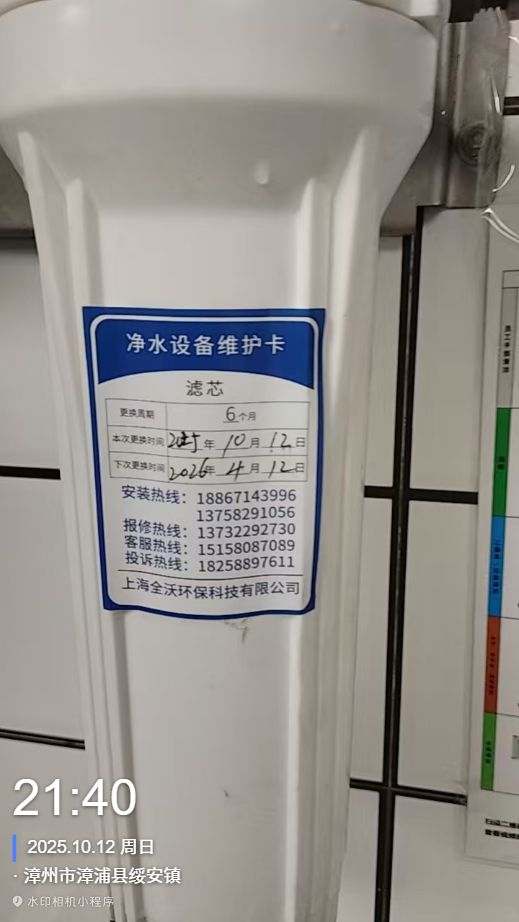 净水设备维护卡
滤芯
更换周期 6个月
本次更换时间 2025年 10月 12日
下次更换时间 2026年 4月 12日
安装热线：18867143996
13758291056
报修热线：13732292730
客服热线：15158087089
投诉热线：18258897611
上海全沃环保科技有限公司
21:40
2025.10.12 周日
漳州市漳浦县绥安镇
水印相机小程序